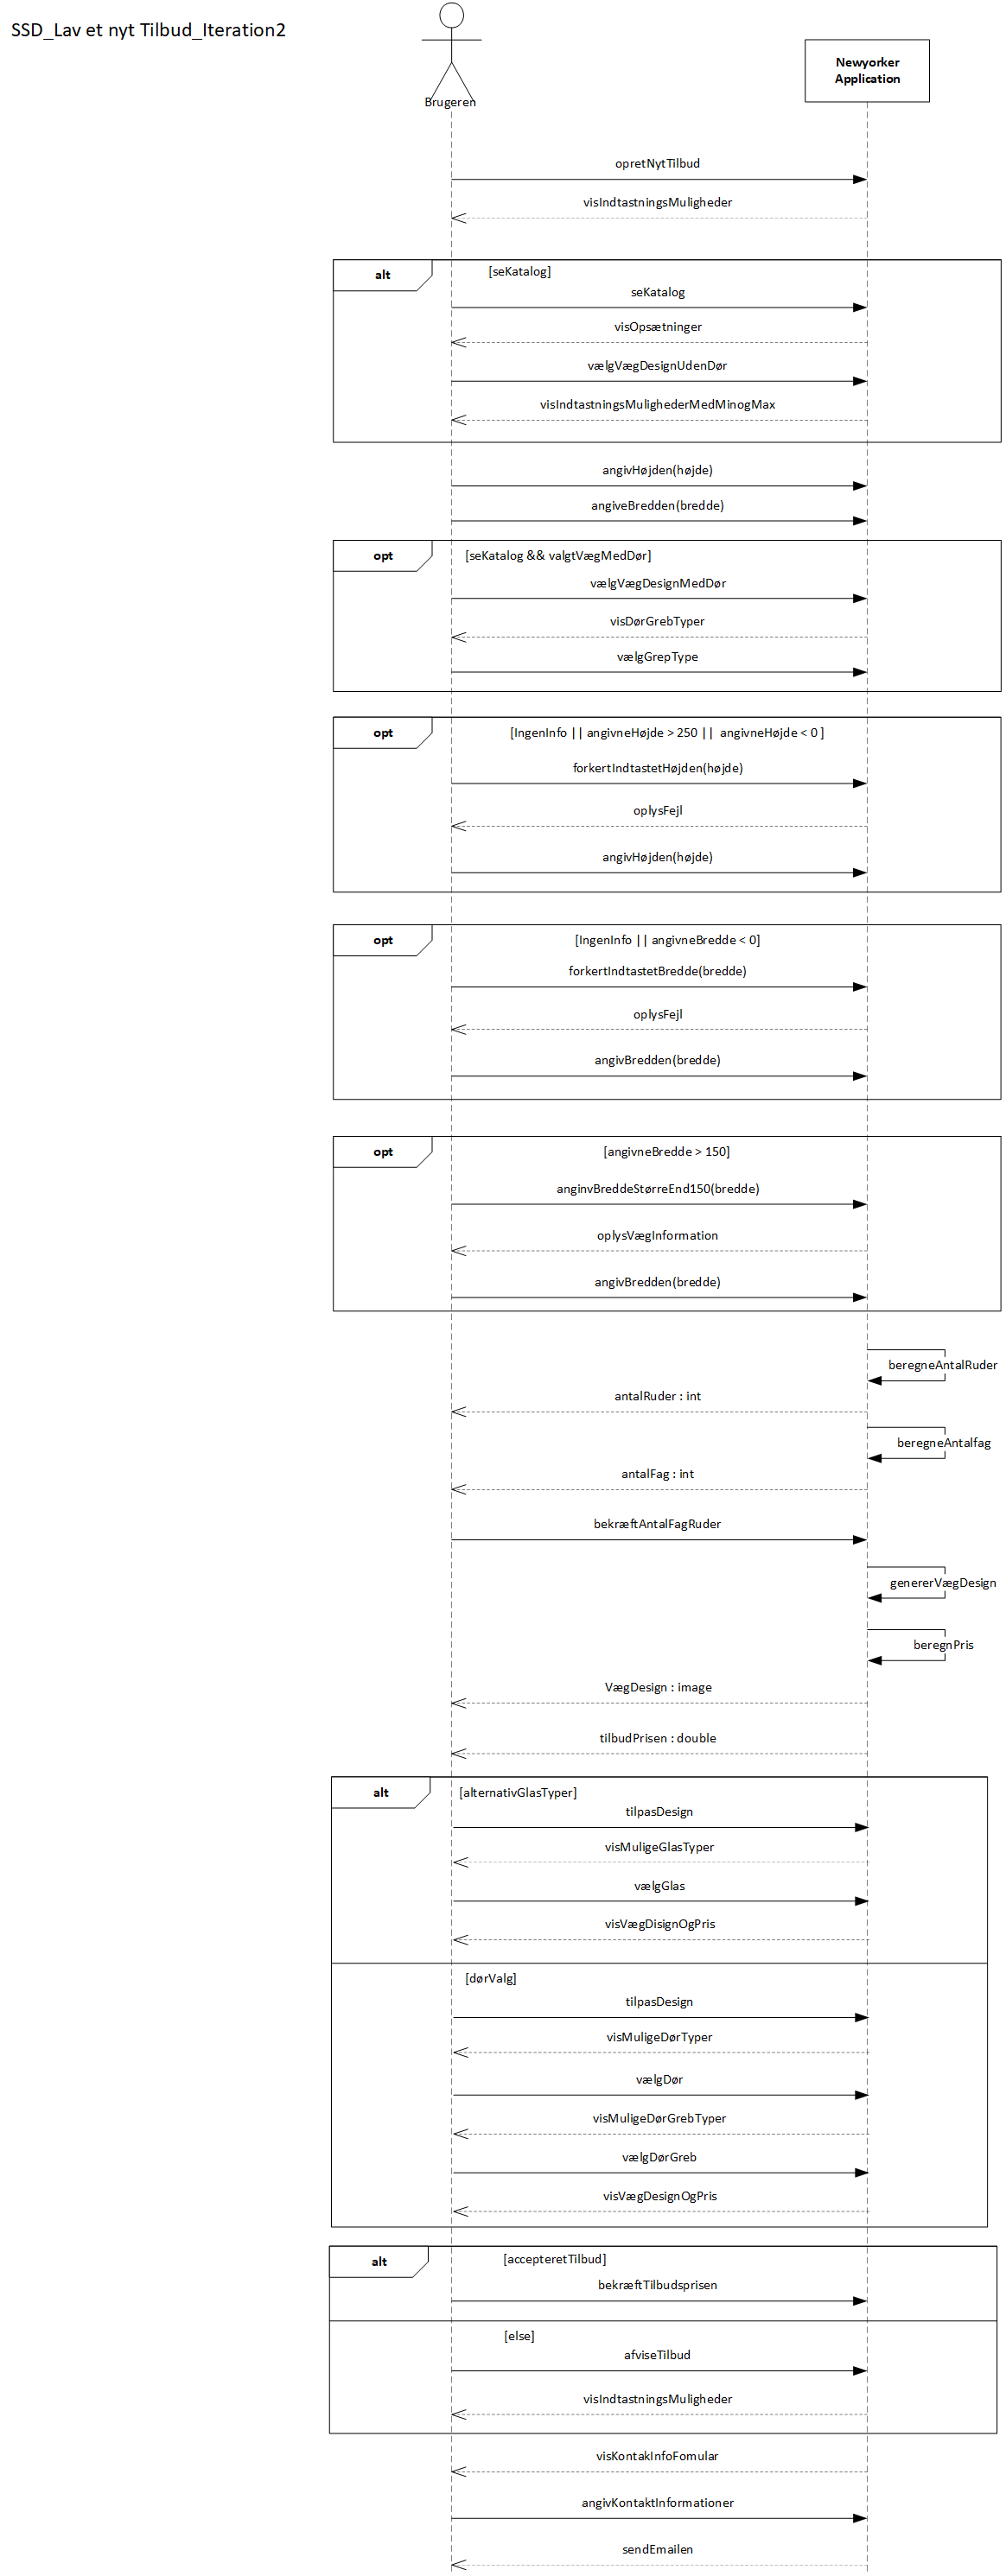 SSD_Lav et nyt Tilbud_Iteration2
Brugeren
Newyorker
Application
opretNytTilbud
visIndtastningsMuligheder
alt
[seKatalog]
seKatalog
visOpsætninger
vælgVægDesignUdenDør
visIndtastningsMulighederMedMinogMax
angivHøjden(højde)
angiveBredden(bredde)
opt
[seKatalog && valgtVægMedDør]
vælgVægDesignMedDør
visDørGrebTyper
vælgGrepType
opt
[IngenInfo || angivneHøjde > 250 || angivneHøjde < 0 ]
forkertIndtastetHøjden(højde)
oplysFejl
angivHøjden(højde)
opt
[IngenInfo || angivneBredde < 0]
forkertIndtastetBredde(bredde)
oplysFejl
angivBredden(bredde)
opt
[angivneBredde > 150]
anginvBreddeStørreEnd150(bredde)
oplysVægInformation
angivBredden(bredde)
beregneAntalRuder
antalRuder : int
beregneAntalfag
antalFag : int
bekræftAntalFagRuder
genererVægDesign
beregnPris
VægDesign : image
tilbudPrisen : double
alt
[alternativGlasTyper]
tilpasDesign
visMuligeGlasTyper
vælgGlas
visVægDisignOgPris
[dørValg]
tilpasDesign
visMuligeDørTyper
vælgDør
visMuligeDørGrebTyper
vælgDørGreb
visVægDesignOgPris
alt
[accepteretTilbud]
bekræftTilbudsprisen
[else]
afviseTilbud
visIndtastningsMuligheder
visKontakInfoFomular
angivKontaktInformationer
sendEmailen